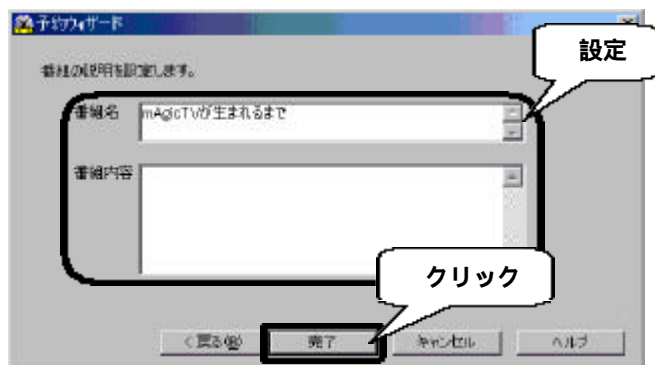 予約ウィザード
設定
番組の説明を設定します。
番組名
mAgicTVが生まれるまで
番組内容
クリック
< 戻る(B)
完了
キャンセル
ヘルプ